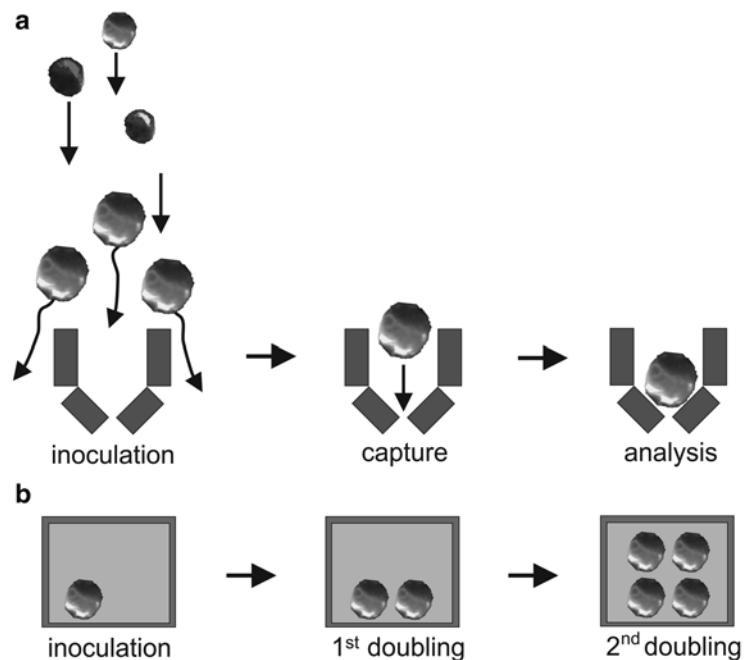 a
inoculation capture analysis
b
inoculation 1st doubling 2nd doubling